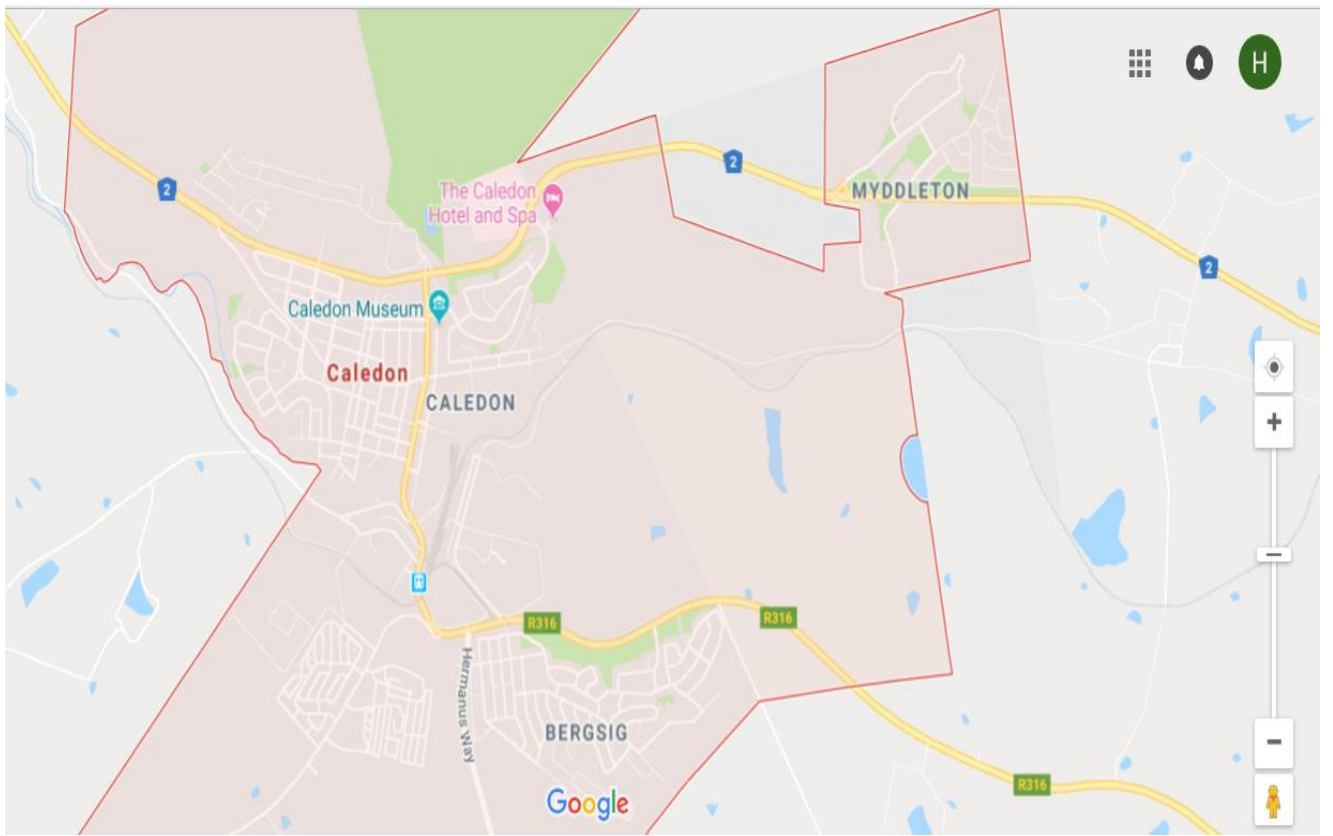 H
2
2
2
MYDDLETON
The Caledon
Hotel and Spa
Caledon Museum
Caledon
CALEDON
R316
R316
Hermanus Way
BERGSIG
R316
Google